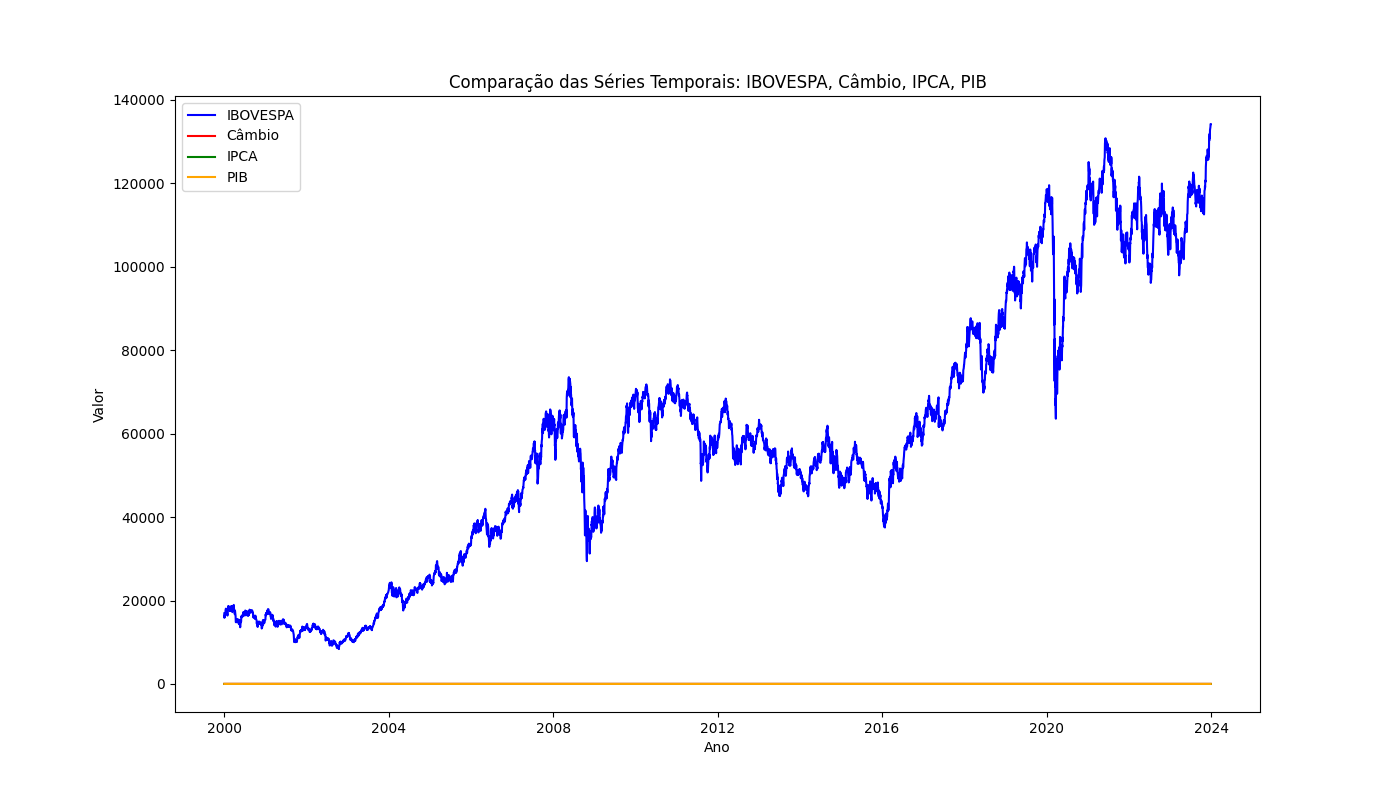 Comparação das Séries Temporais: IBOVESPA, Câmbio, IPCA, PIB
140000
120000
100000
80000
60000
40000
20000
0
Valor
IBOVESPA
Câmbio
IPCA
PIB
2000 2004 2008 2012 2016 2020 2024
Ano